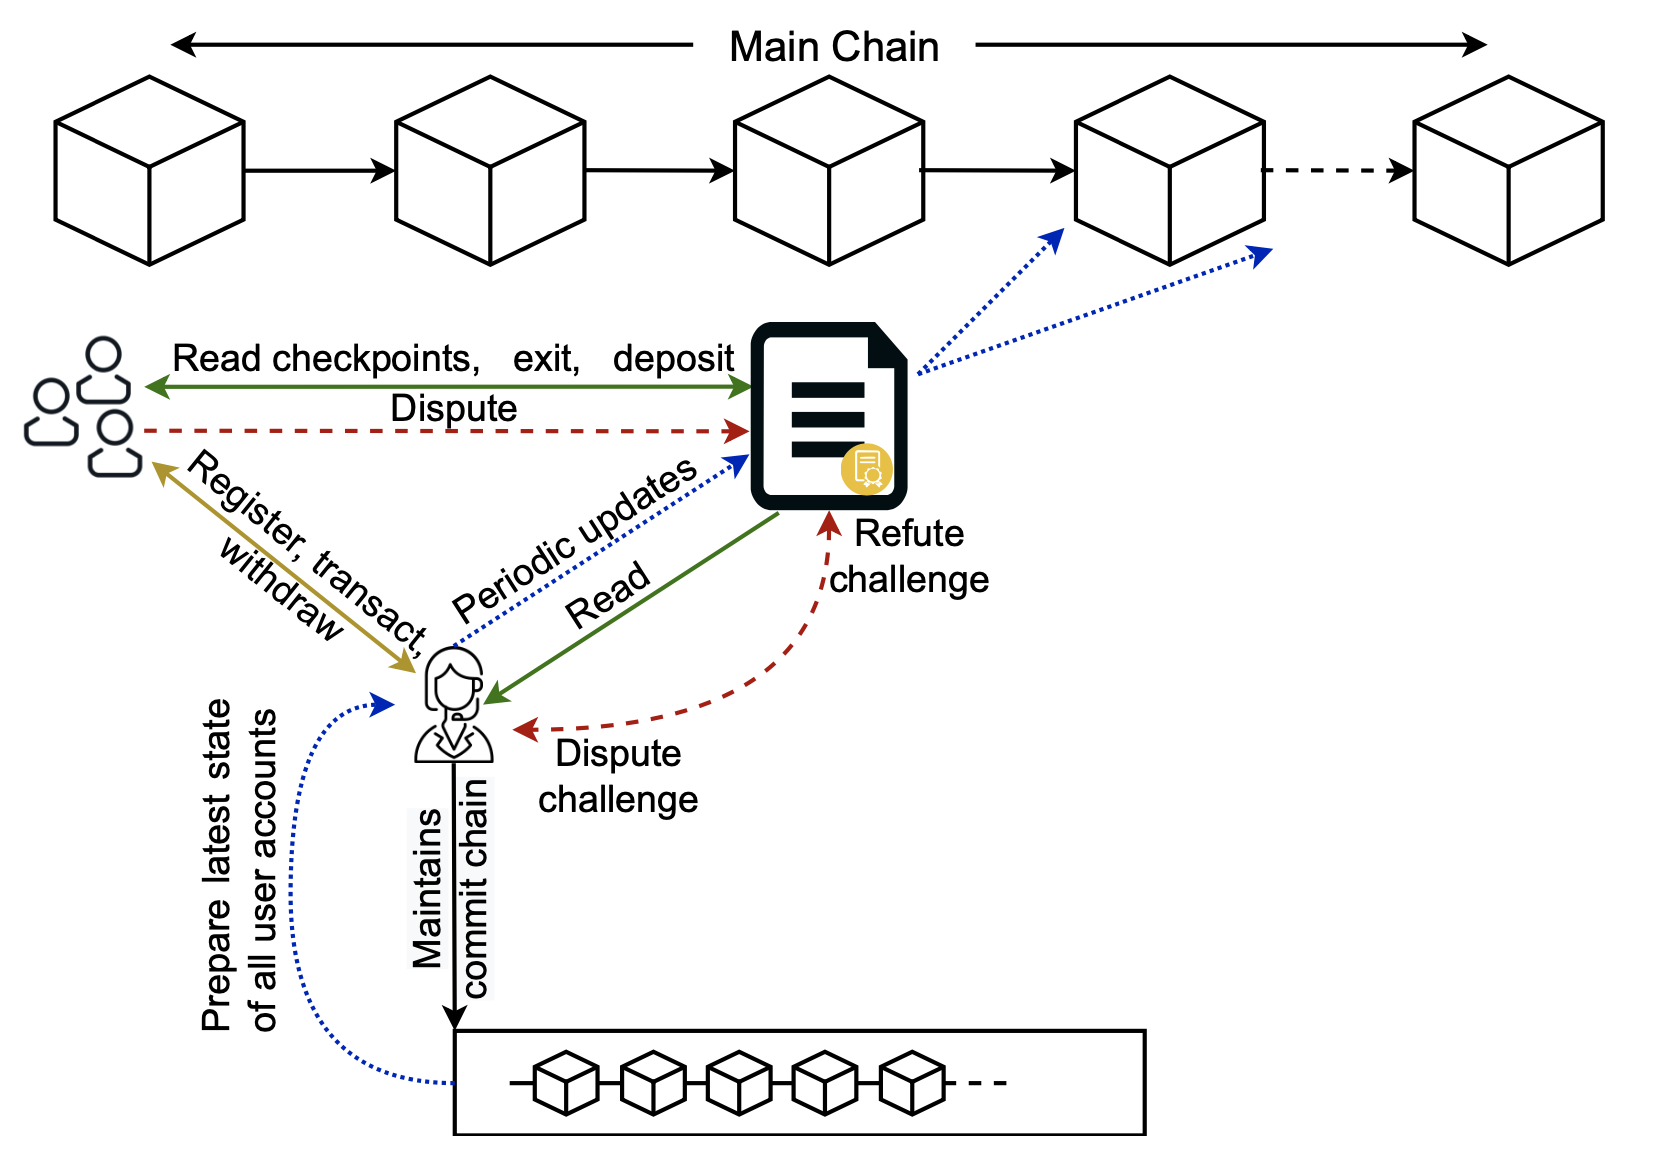 Main Chain
Read checkpoints, exit, deposit
Dispute
Register, transact,
withdraw
Periodic updates
Read
Refute
challenge
Dispute
challenge
Prepare latest state
of all user accounts
Maintains
commit chain